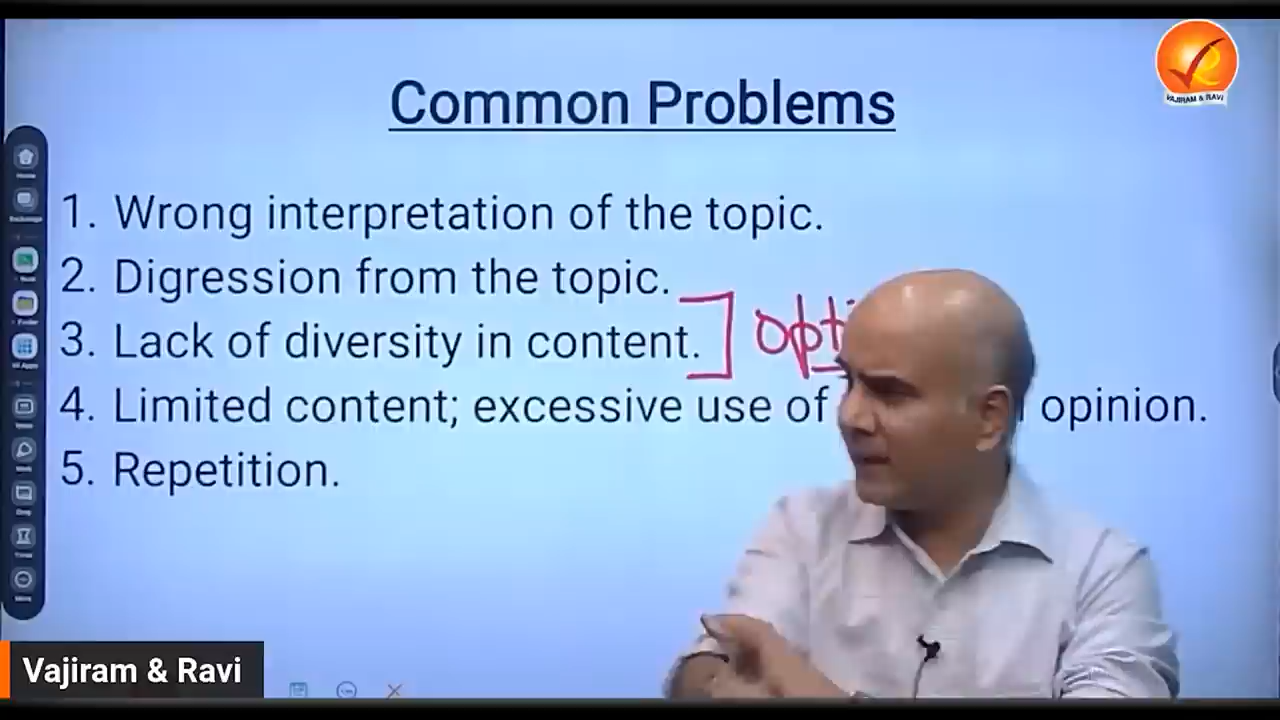 VAJIRAM & RAVI
Common Problems
1. Wrong interpretation of the topic.
2. Digression from the topic.
3. Lack of diversity in content.
4. Limited content; excessive use of opinion.
5. Repetition.
Home
Vajiram & Ravi